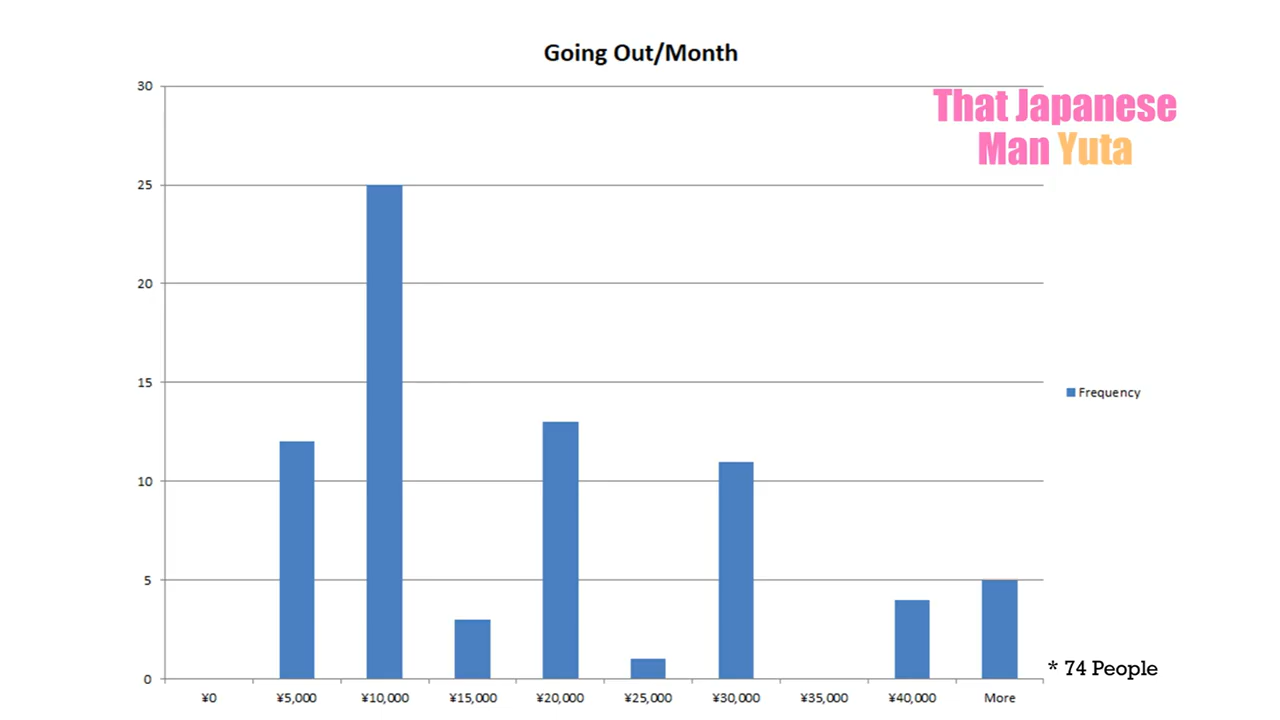 Going Out/Month
That Japanese
Man Yuta
30
25
20
15
10
5
0
Frequency
* 74 People
¥0 ¥5,000 ¥10,000 ¥15,000 ¥20,000 ¥25,000 ¥30,000 ¥35,000 ¥40,000 More